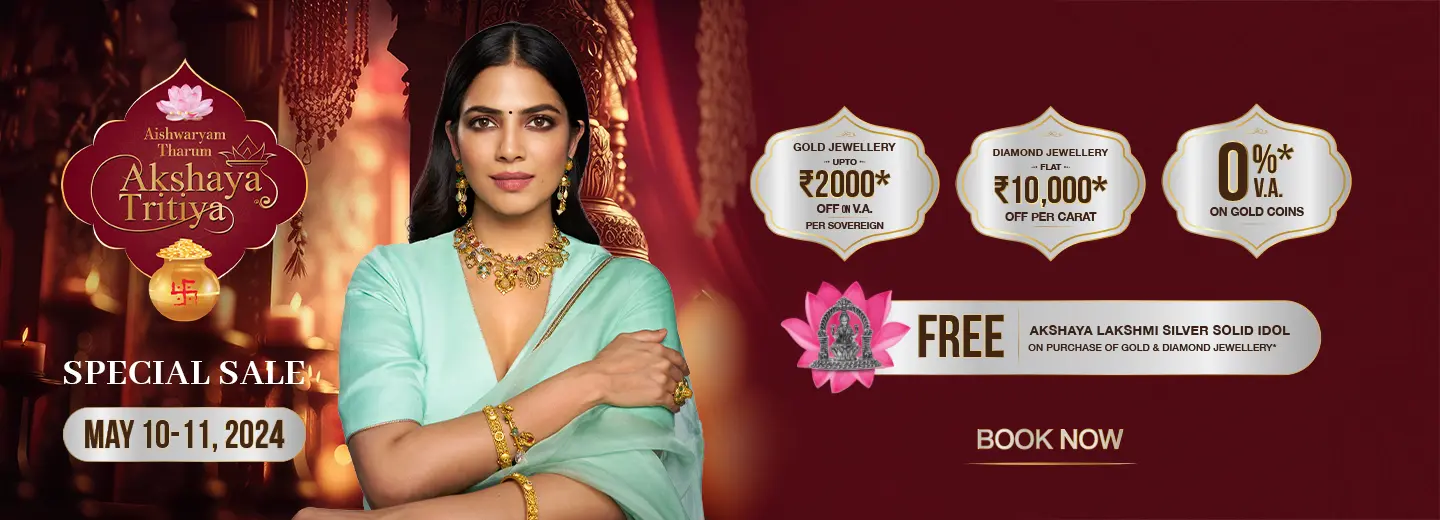 Aishwaryam
Tharum
Akshaya
Tritiya
SPECIAL SALE
MAY 10-11, 2024
GOLD JEWELLERY
UPTO
₹2000*
OFF ON V.A.
PER SOVEREIGN
DIAMOND JEWELLERY
FLAT
₹10,000*
OFF PER CARAT
0%*
V.A.
ON GOLD COINS
FREE
AKSHAYA LAKSHMI SILVER SOLID IDOL
ON PURCHASE OF GOLD & DIAMOND JEWELLERY*
BOOK NOW